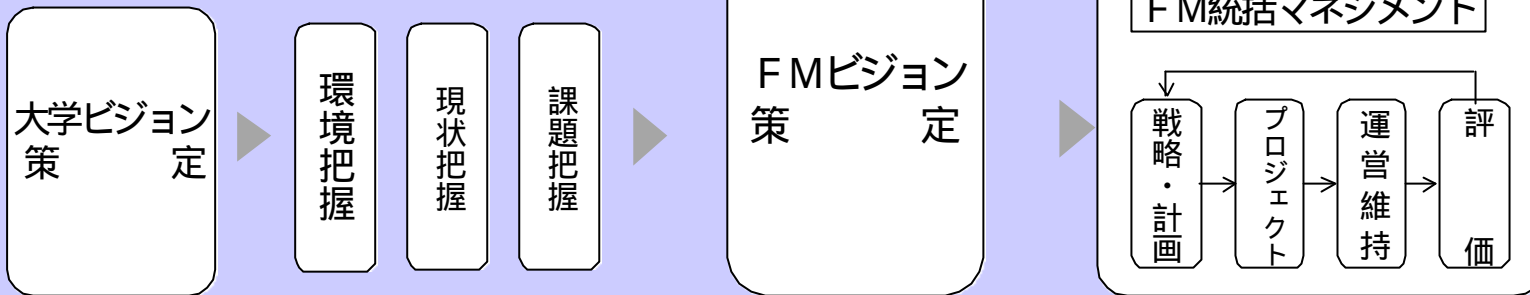 大学ビジョン
策　　　定
環境把握
現状把握
課題把握
ＦＭビジョン
策　　　定
ＦＭ統括マネジメント
戦略・計画
プロジェクト
運営維持
評　　価